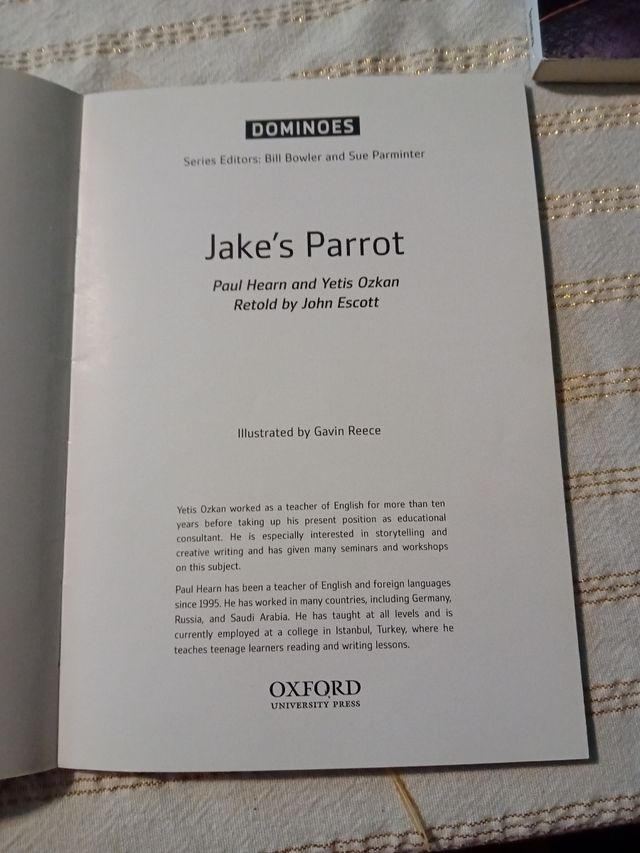 DOMINOES
Series Editors: Bill Bowler and Sue Parminter
Jake's Parrot
Paul Hearn and Yetis Ozkan
Retold by John Escott
Illustrated by Gavin Reece
Yetis Ozkan worked as a teacher of English for more than ten
years before taking up his present position as educational
consultant. He is especially interested in storytelling and
creative writing and has given many seminars and workshops
on this subject.
Paul Hearn has been a teacher of English and foreign languages
since 1995. He has worked in many countries, including Germany,
Russia, and Saudi Arabia. He has taught at all levels and is
currently employed at a college in Istanbul, Turkey, where he
teaches teenage learners reading and writing lessons.
OXFORD
UNIVERSITY PRESS